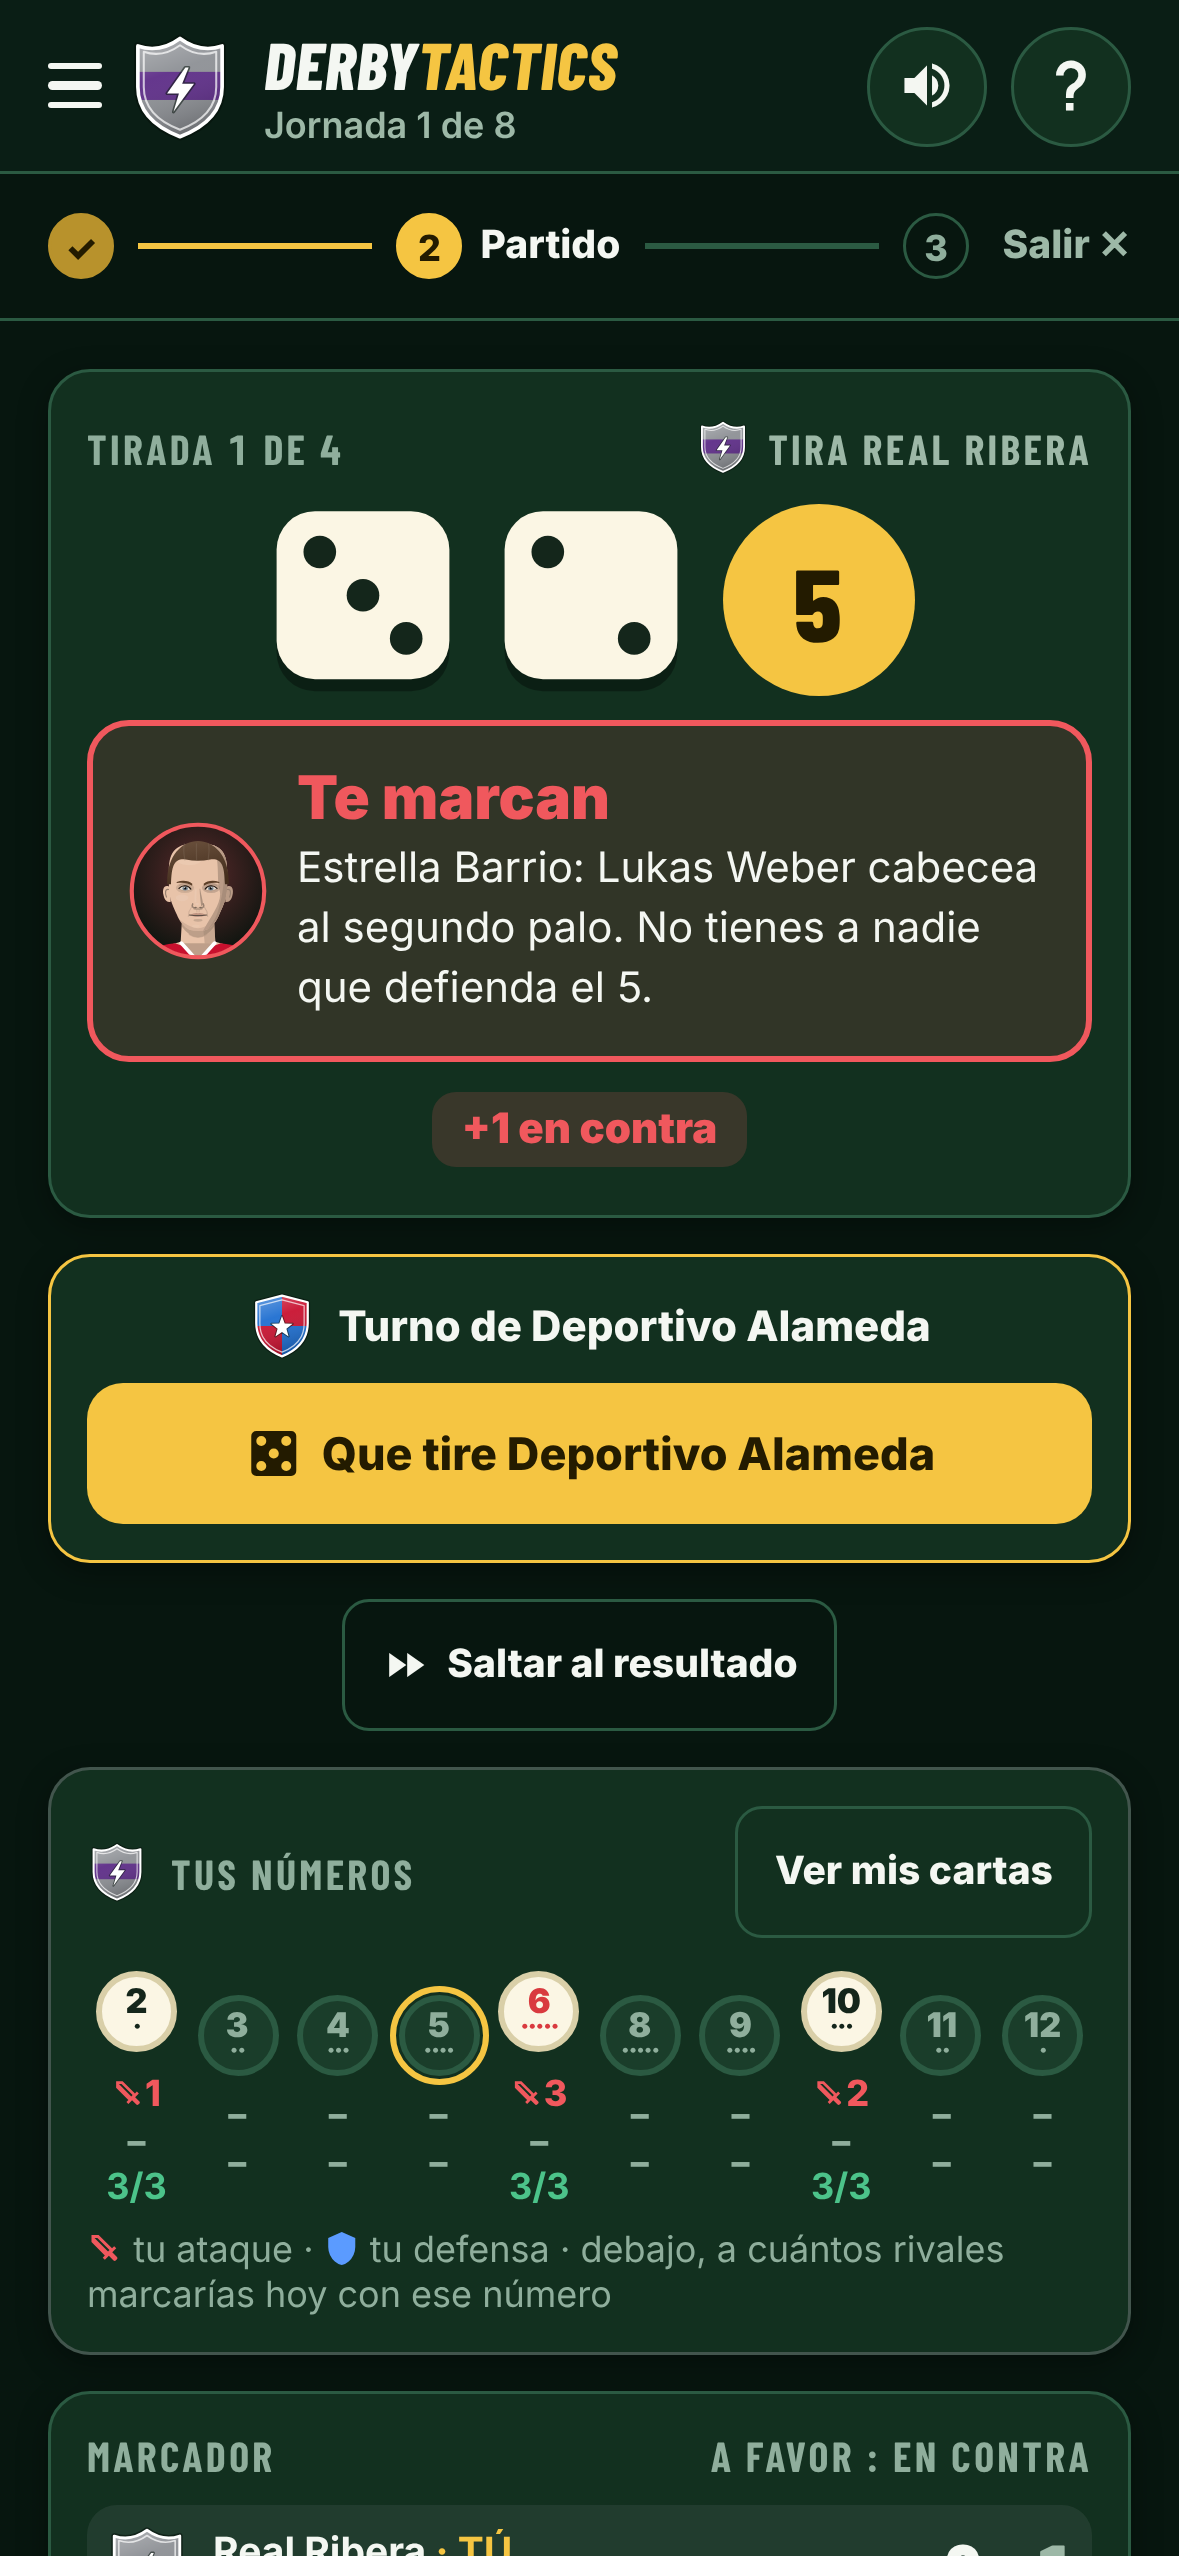 DERBYTACTICS
Jornada 1 de 8
2 Partido 3 Salir ✕
TIRADA 1 DE 4 TIRA REAL RIBERA
5
Te marcan
Estrella Barrio: Lukas Weber cabecea
al segundo palo. No tienes a nadie
que defienda el 5.
+1 en contra
Turno de Deportivo Alameda
Que tire Deportivo Alameda
Saltar al resultado
TUS NÚMEROS Ver mis cartas
2 3 4 5 6 8 9 10 11 12
1 – – – 3 – – 2 – –
– – – – – – – – – –
3/3 3/3 3/3
tu ataque · tu defensa · debajo, a cuántos rivales
marcarías hoy con ese número
MARCADOR A FAVOR : EN CONTRA
Real Ribera · TÚ